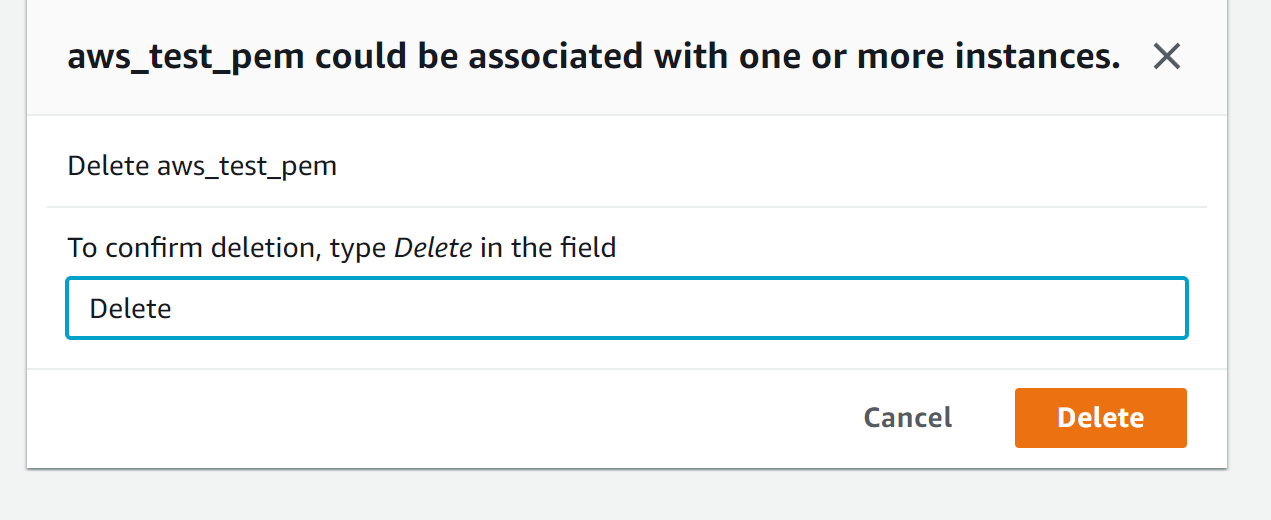 aws_test_pem could be associated with one or more instances.
Delete aws_test_pem
To confirm deletion, type Delete in the field
Delete
Cancel
Delete